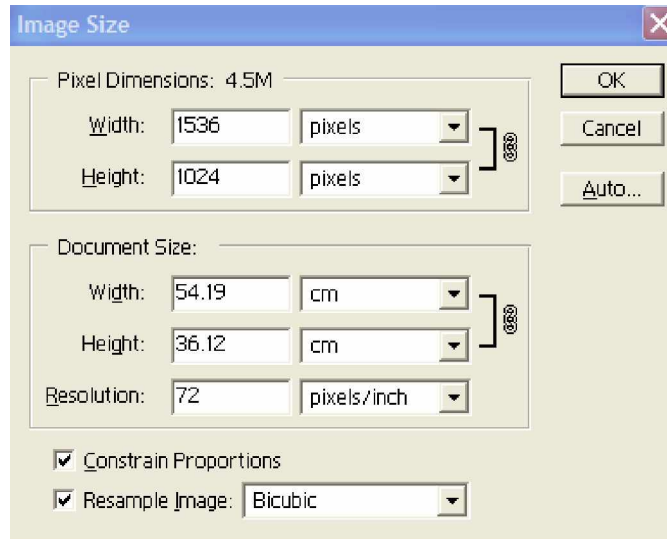 Image Size
Pixel Dimensions: 4.5M
OK
Width: 1536 pixels
Cancel
Height: 1024 pixels
Auto...
Document Size:
Width: 54.19 cm
Height: 36.12 cm
Resolution: 72 pixels/inch
Constrain Proportions
Resample Image: Bicubic